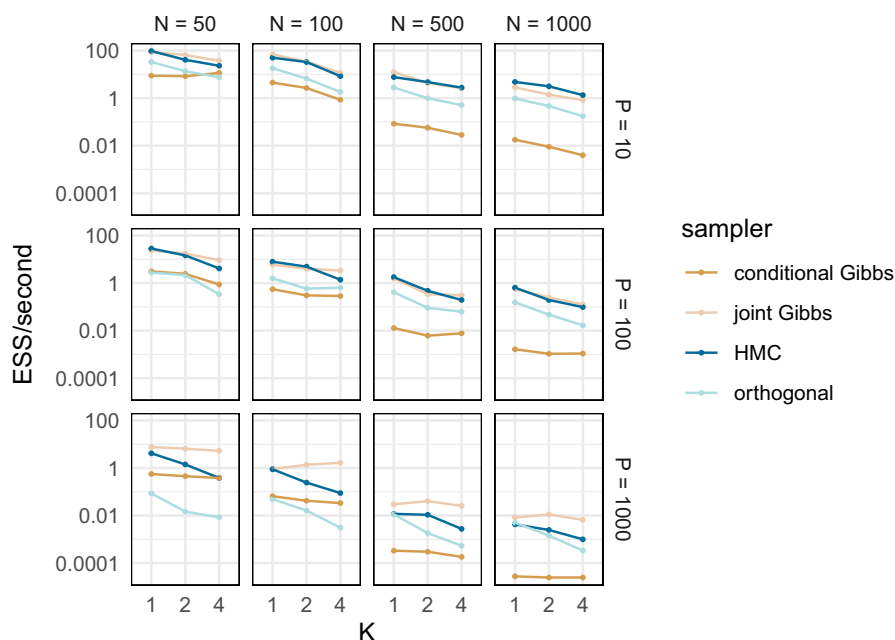 N = 50
N = 100
N = 500
N = 1000
100
1
0.01
0.0001
P = 10
100
1
0.01
0.0001
P = 100
100
1
0.01
0.0001
P = 1000
ESS/second
1 2 4
1 2 4
1 2 4
1 2 4
K
sampler
conditional Gibbs
joint Gibbs
HMC
orthogonal